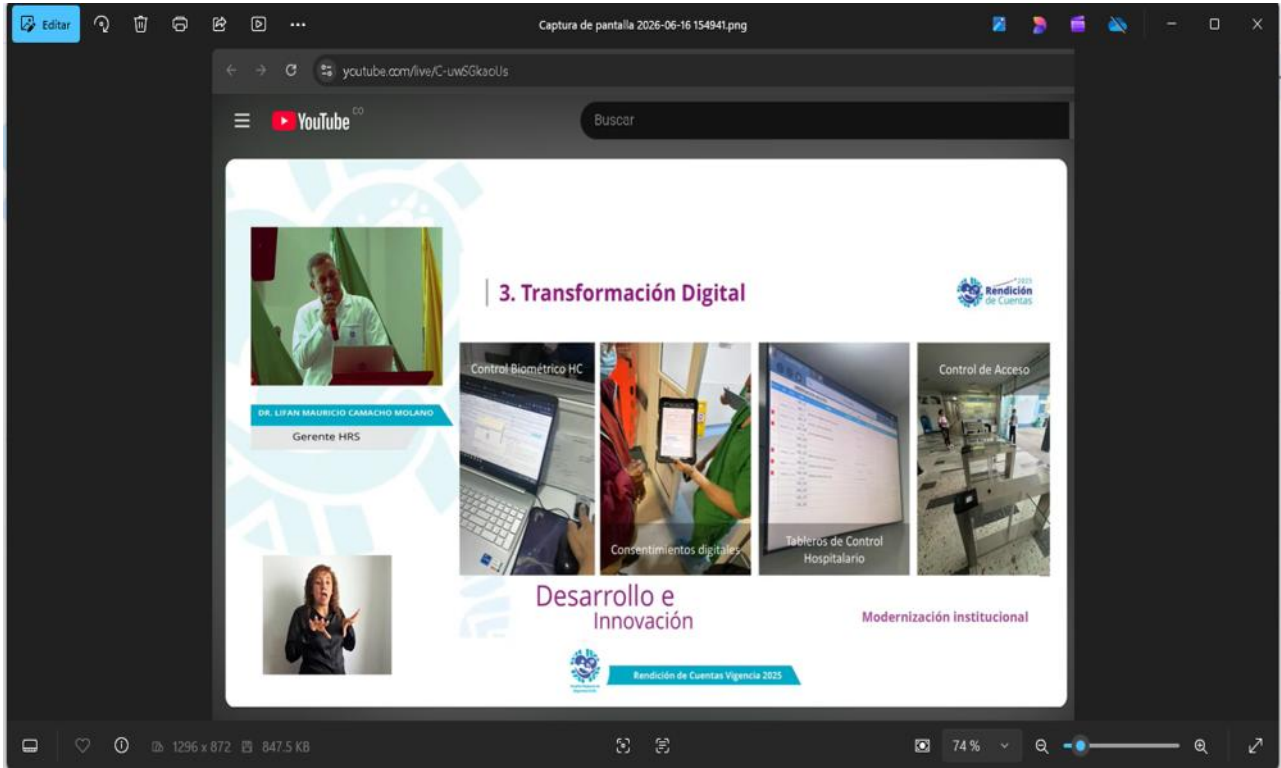 Editar
Captura de pantalla 2026-06-16 154941.png
youtube.com/live/C-uwSGkaoUs
YouTube CO
Buscar
3. Transformación Digital
2025
Rendición
de Cuentas
DR. LIFAN MAURICIO CAMACHO MOLANO
Gerente HRS
Control Biométrico HC
Consentimientos digitales
Tableros de Control
Hospitalario
Control de Acceso
Desarrollo e
Innovación
Modernización institucional
Rendición de Cuentas Vigencia 2025
1296 x 872
847.5 KB
74 %